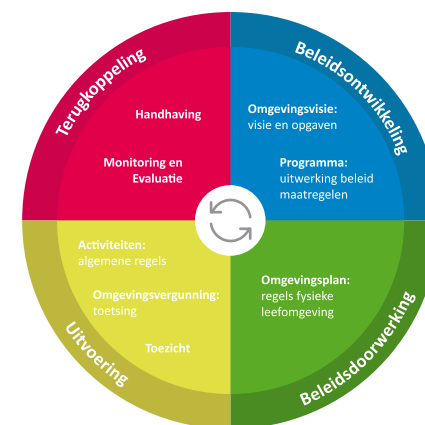 Terugkoppeling
Handhaving
Monitoring en
Evaluatie
Beleidsontwikkeling
Omgevingsvisie:
visie en opgaven
Programma:
uitwerking beleid
maatregelen
Activiteiten:
algemene regels
Omgevingsvergunning:
toetsing
Toezicht
Uitvoering
Omgevingsplan:
regels fysieke
leefomgeving
Beleidsdoorwerking